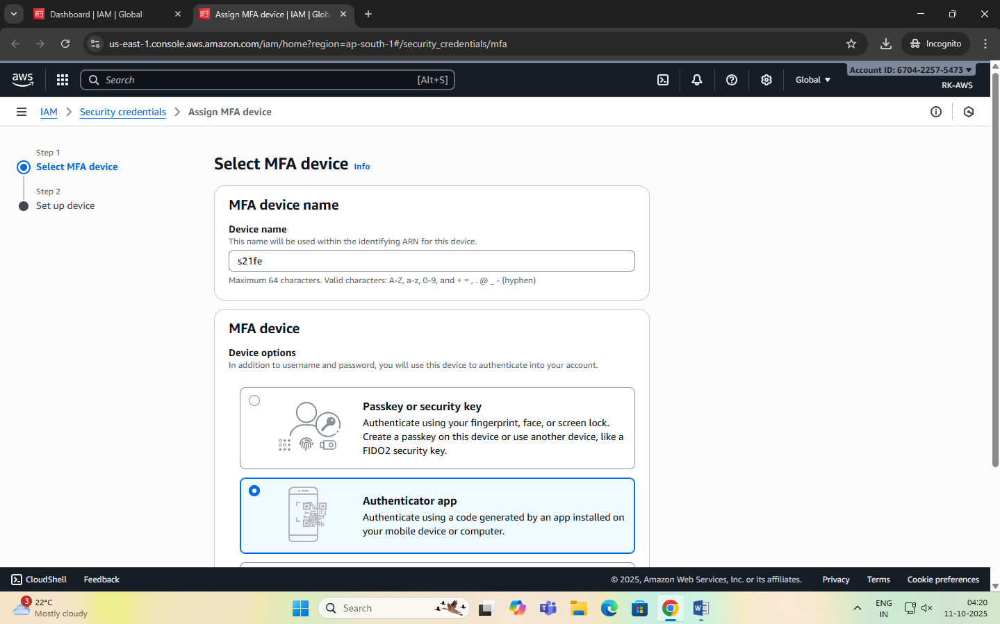 Dashboard | IAM | Global
Assign MFA device | IAM | Glob
us-east-1.console.aws.amazon.com/iam/home?region=ap-south-1#/security_credentials/mfa
Incognito
aws
Search
[Alt+S]
Global
Account ID: 6704-2257-5473
RK-AWS
IAM
Security credentials
Assign MFA device
Step 1
Select MFA device
Step 2
Set up device
Select MFA device Info
MFA device name
Device name
This name will be used within the identifying ARN for this device.
s21fe
Maximum 64 characters. Valid characters: A-Z, a-z, 0-9, and + = , . @ _ - (hyphen)
MFA device
Device options
In addition to username and password, you will use this device to authenticate into your account.
Passkey or security key
Authenticate using your fingerprint, face, or screen lock.
Create a passkey on this device or use another device, like a
FIDO2 security key.
Authenticator app
Authenticate using a code generated by an app installed on
your mobile device or computer.
CloudShell
Feedback
© 2025, Amazon Web Services, Inc. or its affiliates.
Privacy
Terms
Cookie preferences
3
22°C
Mostly cloudy
Search
ENG
IN
04:20
11-10-2025